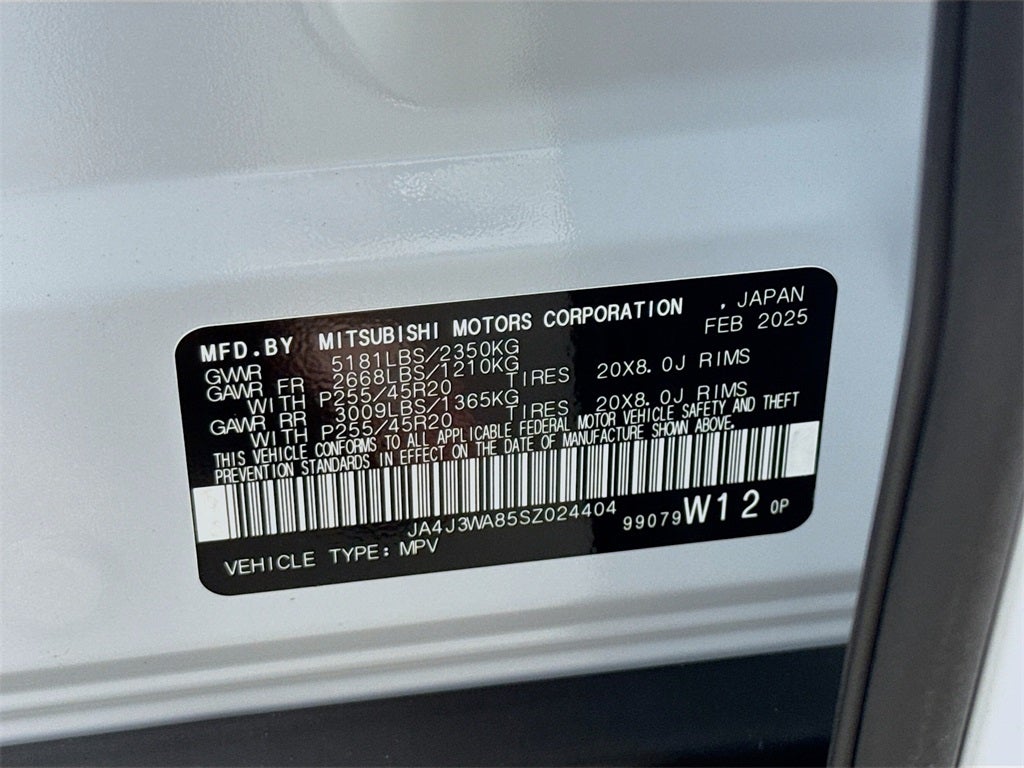 MFD.BY MITSUBISHI MOTORS CORPORATION , JAPAN
FEB 2025
GVWR 5181LBS/2350KG
GAWR FR 2668LBS/1210KG
WITH P255/45R20 TIRES 20X8.0J RIMS
GAWR RR 3009LBS/1365KG
WITH P255/45R20 TIRES 20X8.0J RIMS
THIS VEHICLE CONFORMS TO ALL APPLICABLE FEDERAL MOTOR VEHICLE SAFETY AND THEFT
PREVENTION STANDARDS IN EFFECT ON THE DATE OF MANUFACTURE SHOWN ABOVE.
JA4J3WA85SZ024404 99079 W12 0P
VEHICLE TYPE: MPV